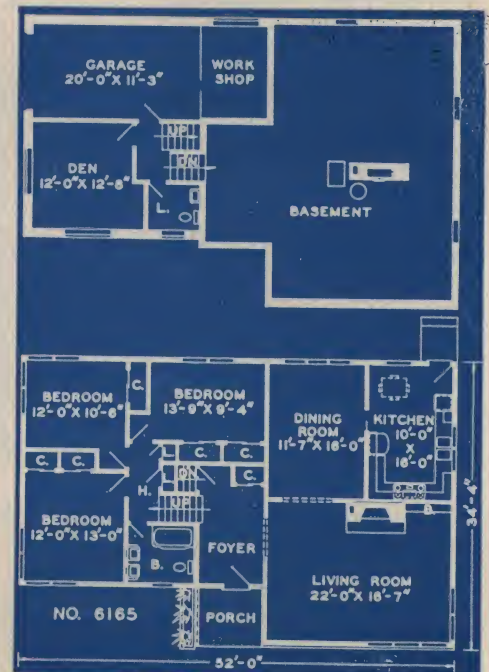 GARAGE
20'-0" X 11'-3"
WORK
SHOP
UP
DEN
12'-0" X 12'-8"
DN
L.
BASEMENT
BEDROOM
12'-0" X 10'-6"
C.
BEDROOM
13'-9" X 9'-4"
DINING
ROOM
11'-7" X 16'-0"
KITCHEN
10'-0"
X
16'-0"
C.
C.
C.
C.
C.
H.
DN
UP
B.
BEDROOM
12'-0" X 13'-0"
B.
FOYER
LIVING ROOM
22'-0" X 16'-7"
34'-4"
NO. 6165
PORCH
52'-0"